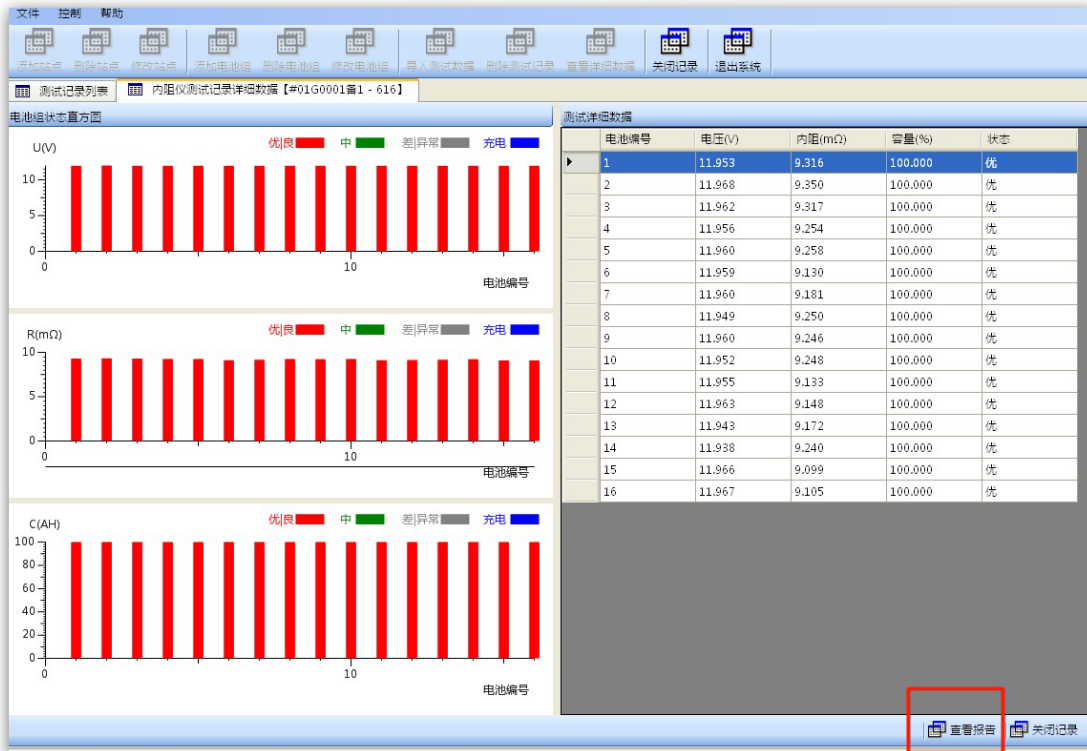 文件 控制 帮助
添加站点 删除站点 修改站点 添加电池组 删除电池组 修改电池组 导入测试数据 删除测试记录 查看详细数据 关闭记录 退出系统
测试记录列表 内阻仪测试记录详细数据【#01G0001备1 - 616】
电池组状态直方图
U(V) 优|良 中 差|异常 充电
10
5
0
0 10
电池编号
R(mΩ) 优|良 中 差|异常 充电
10
5
0
0 10
电池编号
C(AH) 优|良 中 差|异常 充电
100
80
60
40
20
0
0 10
电池编号
测试详细数据
电池编号 电压(V) 内阻(mΩ) 容量(%) 状态
1 11.953 9.316 100.000 优
2 11.968 9.350 100.000 优
3 11.962 9.317 100.000 优
4 11.956 9.254 100.000 优
5 11.960 9.258 100.000 优
6 11.959 9.130 100.000 优
7 11.960 9.181 100.000 优
8 11.949 9.250 100.000 优
9 11.960 9.246 100.000 优
10 11.952 9.248 100.000 优
11 11.955 9.133 100.000 优
12 11.963 9.148 100.000 优
13 11.943 9.172 100.000 优
14 11.938 9.240 100.000 优
15 11.966 9.099 100.000 优
16 11.967 9.105 100.000 优
查看报告 关闭记录